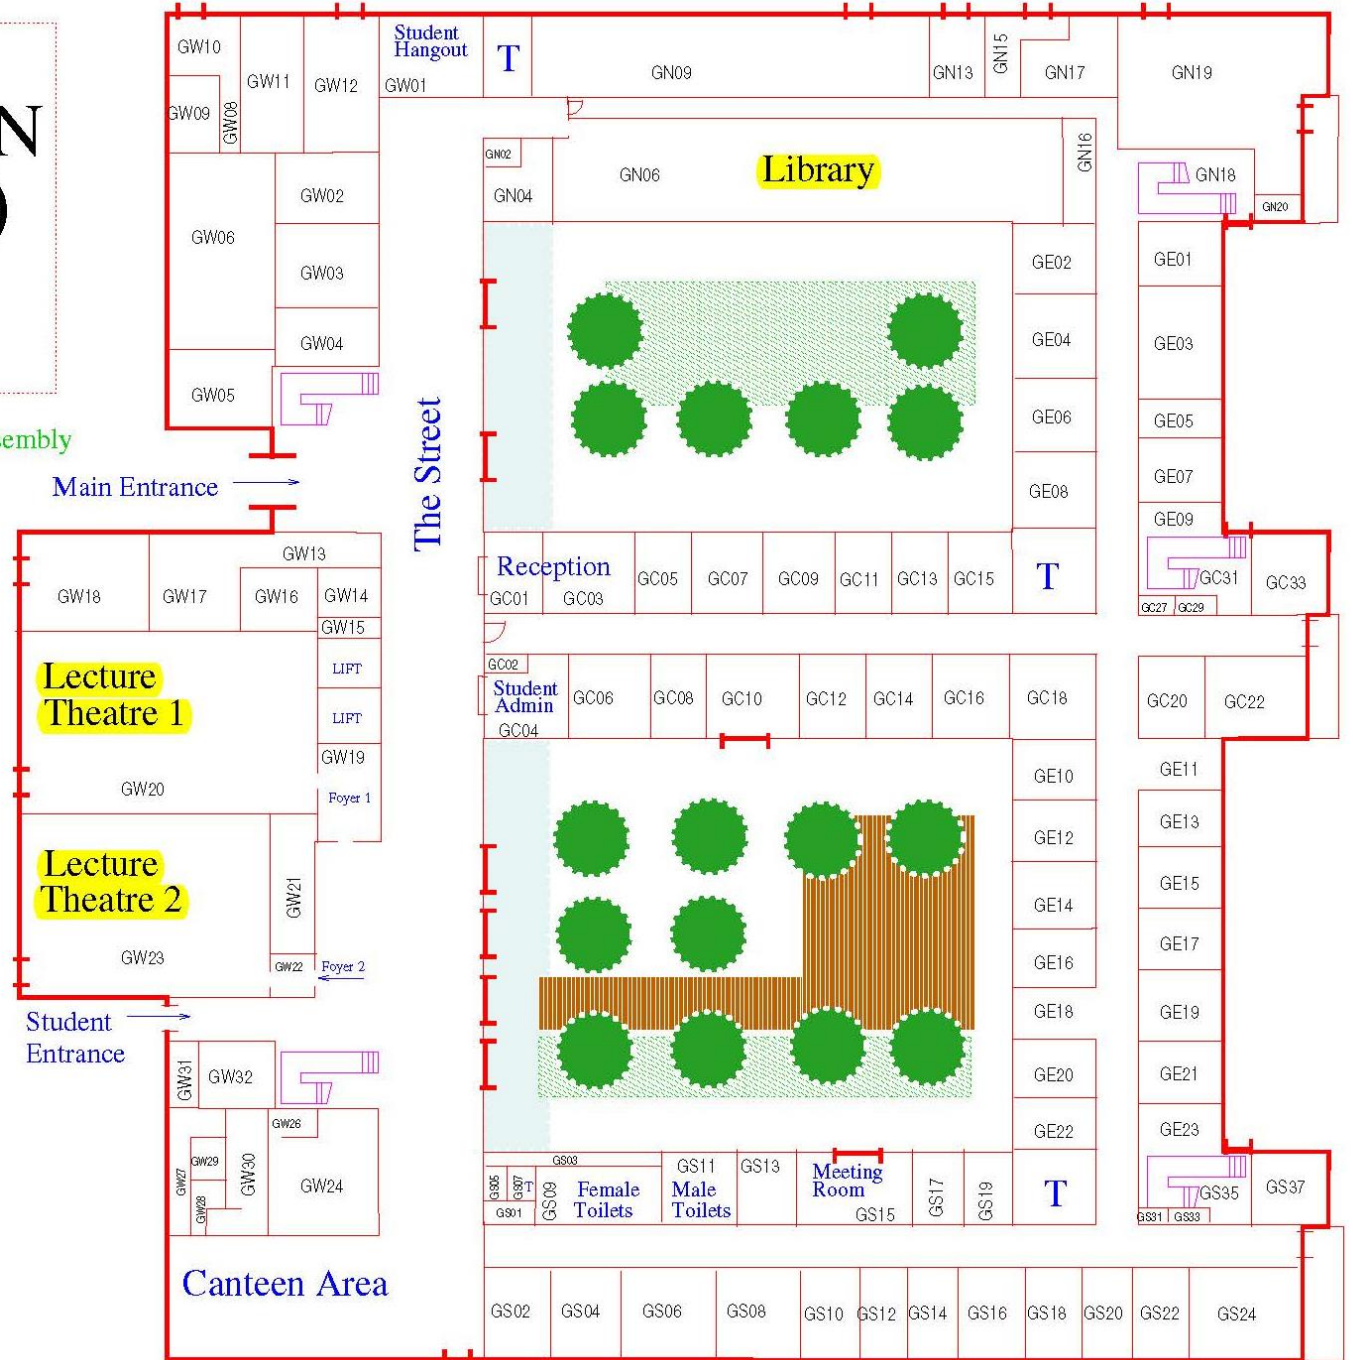 N
)
sembly
GW10
GW11
GW12
Student
Hangout
GW01
T
GN09
GN13
GN15
GN17
GN19
GW09
GW08
GN02
GN04
GN06
Library
GN16
GN18
GN20
GW02
GW06
GW03
GW04
GW05
GE02
GE01
GE04
GE03
GE06
GE05
GE08
GE07
GE09
The Street
Main Entrance
GW13
GW18
GW17
GW16
GW14
GW15
Reception
GC01
GC03
GC05
GC07
GC09
GC11
GC13
GC15
T
GC31
GC33
GC27
GC29
Lecture
Theatre 1
LIFT
LIFT
GW19
GW20
Foyer 1
GC02
Student
Admin
GC04
GC06
GC08
GC10
GC12
GC14
GC16
GC18
GC20
GC22
Lecture
Theatre 2
GW21
GW23
GW22
Foyer 2
GE10
GE11
GE12
GE13
GE14
GE15
GE16
GE17
GE18
GE19
GE20
GE21
GE22
GE23
Student
Entrance
GW31
GW32
GW26
GW27
GW29
GW28
GW30
GW24
Canteen Area
GS03
GS05
GS07
T
GS01
GS09
Female
Toilets
GS11
Male
Toilets
GS13
Meeting
Room
GS15
GS17
GS19
T
GS35
GS37
GS31
GS33
GS02
GS04
GS06
GS08
GS10
GS12
GS14
GS16
GS18
GS20
GS22
GS24